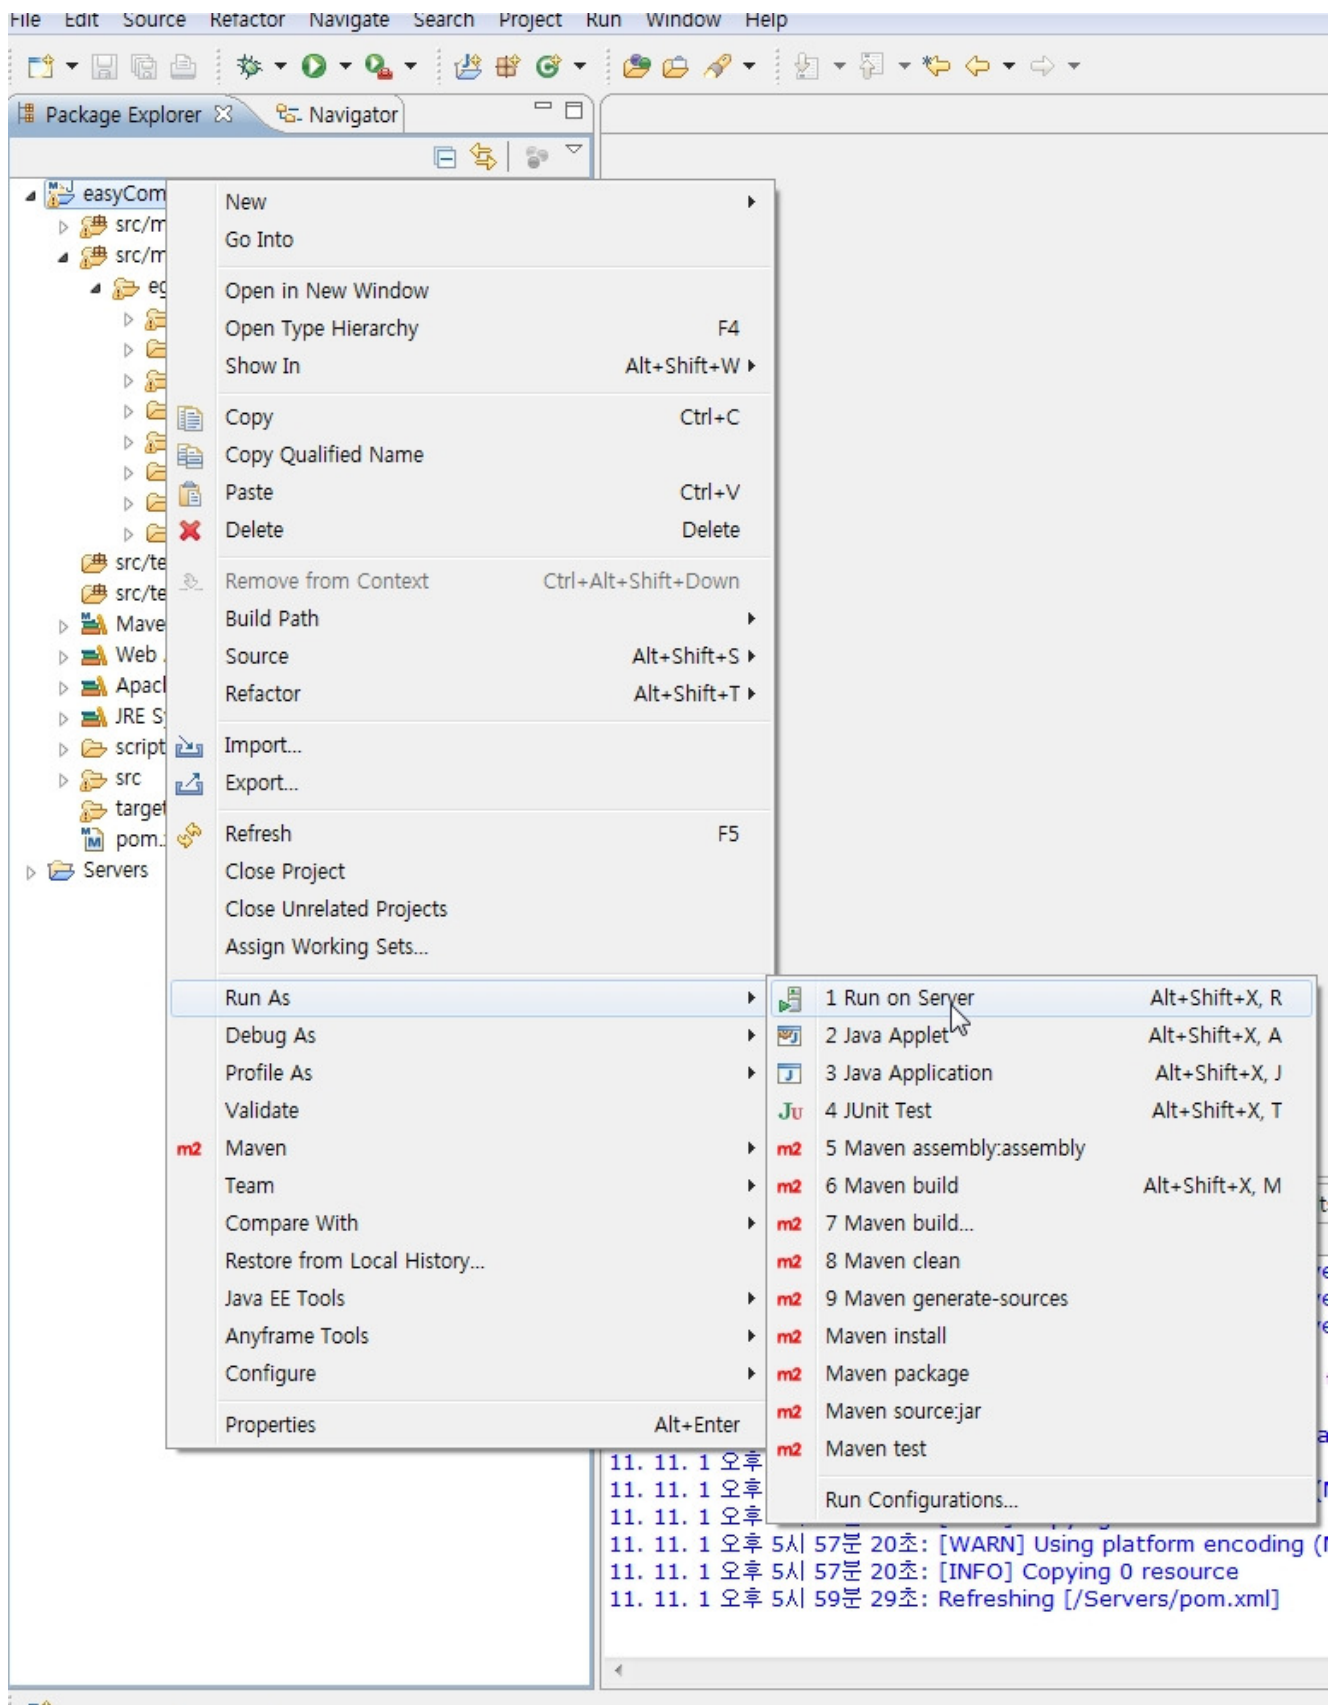 File Edit Source Refactor Navigate Search Project Run Window Help
Package Explorer Navigator
easyCom
src/m
src/m
eg
src/te
src/te
Mave
Web
Apacl
JRE S
script
src
target
pom.
Servers
New
Go Into
Open in New Window
Open Type Hierarchy F4
Show In Alt+Shift+W
Copy Ctrl+C
Copy Qualified Name
Paste Ctrl+V
Delete Delete
Remove from Context Ctrl+Alt+Shift+Down
Build Path
Source Alt+Shift+S
Refactor Alt+Shift+T
Import...
Export...
Refresh F5
Close Project
Close Unrelated Projects
Assign Working Sets...
Run As
Debug As
Profile As
Validate
m2 Maven
Team
Compare With
Restore from Local History...
Java EE Tools
Anyframe Tools
Configure
Properties Alt+Enter
1 Run on Server Alt+Shift+X, R
2 Java Applet Alt+Shift+X, A
3 Java Application Alt+Shift+X, J
Ju 4 JUnit Test Alt+Shift+X, T
m2 5 Maven assembly:assembly
m2 6 Maven build Alt+Shift+X, M
m2 7 Maven build...
m2 8 Maven clean
m2 9 Maven generate-sources
m2 Maven install
m2 Maven package
m2 Maven source:jar
m2 Maven test
Run Configurations...
11. 11. 1 오후
11. 11. 1 오후
11. 11. 1 오후
11. 11. 1 오후 5시 57분 20초: [WARN] Using platform encoding (
11. 11. 1 오후 5시 57분 20초: [INFO] Copying 0 resource
11. 11. 1 오후 5시 59분 29초: Refreshing [/Servers/pom.xml]